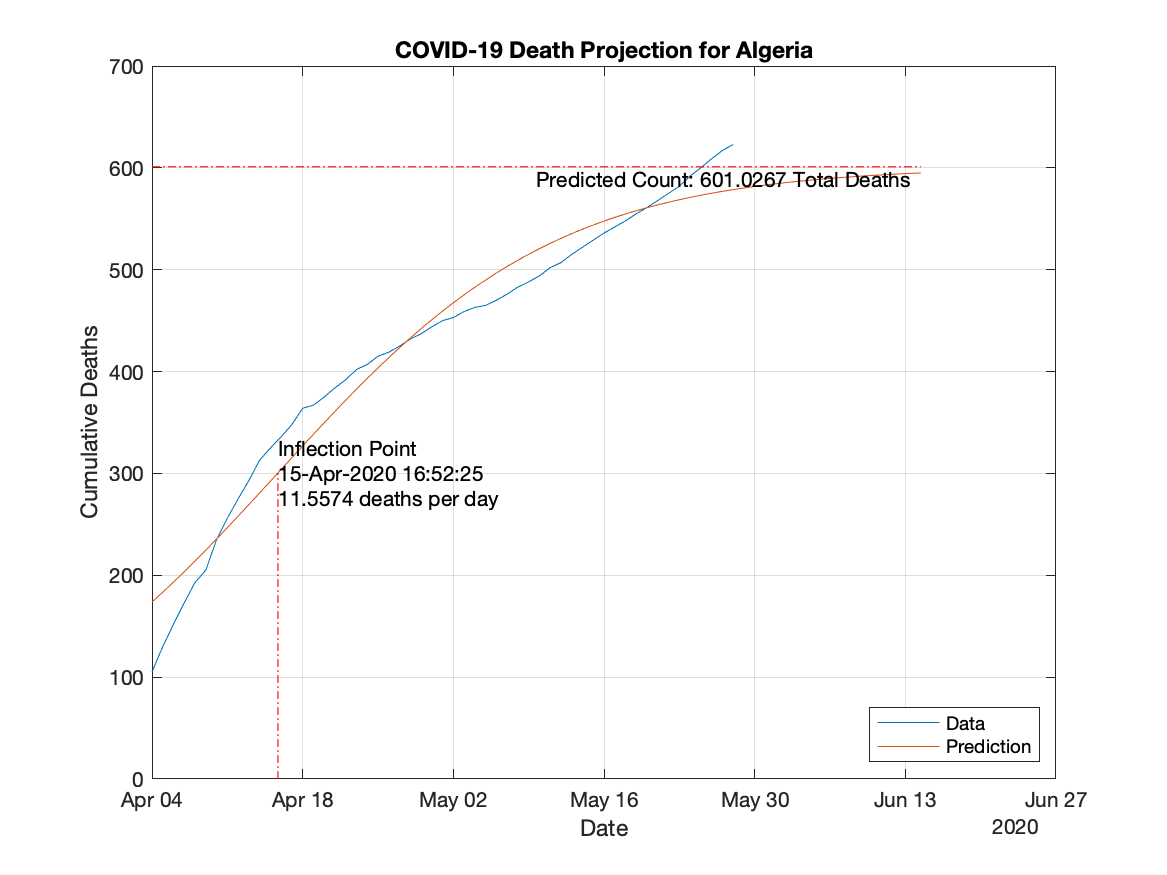 COVID-19 Death Projection for Algeria
700
600
500
400
300
200
100
0
Cumulative Deaths
Predicted Count: 601.0267 Total Deaths
Inflection Point
15-Apr-2020 16:52:25
11.5574 deaths per day
Data
Prediction
Apr 04 Apr 18 May 02 May 16 May 30 Jun 13 Jun 27
Date
2020